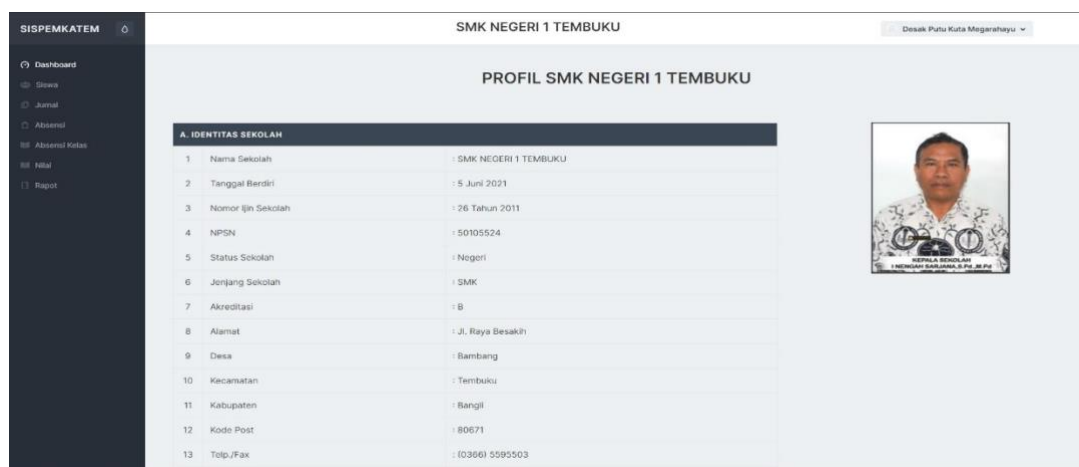 SISPEMKATEM
SMK NEGERI 1 TEMBUKU
Desak Putu Kuta Megarahayu
Dashboard
Siswa
Jurnal
Absensi
Absensi Kelas
Nilai
Rapot
PROFIL SMK NEGERI 1 TEMBUKU
A. IDENTITAS SEKOLAH
1 Nama Sekolah : SMK NEGERI 1 TEMBUKU
2 Tanggal Berdiri : 5 Juni 2021
3 Nomor Ijin Sekolah : 26 Tahun 2011
4 NPSN : 50105524
5 Status Sekolah : Negeri
6 Jenjang Sekolah : SMK
7 Akreditasi : B
8 Alamat : Jl. Raya Besakih
9 Desa : Bambang
10 Kecamatan : Tembuku
11 Kabupaten : Bangli
12 Kode Post : 80671
13 Telp./Fax : (0366) 5595503
KEPALA SEKOLAH
I NENGAH SARJANA, S.Pd.,M.Pd